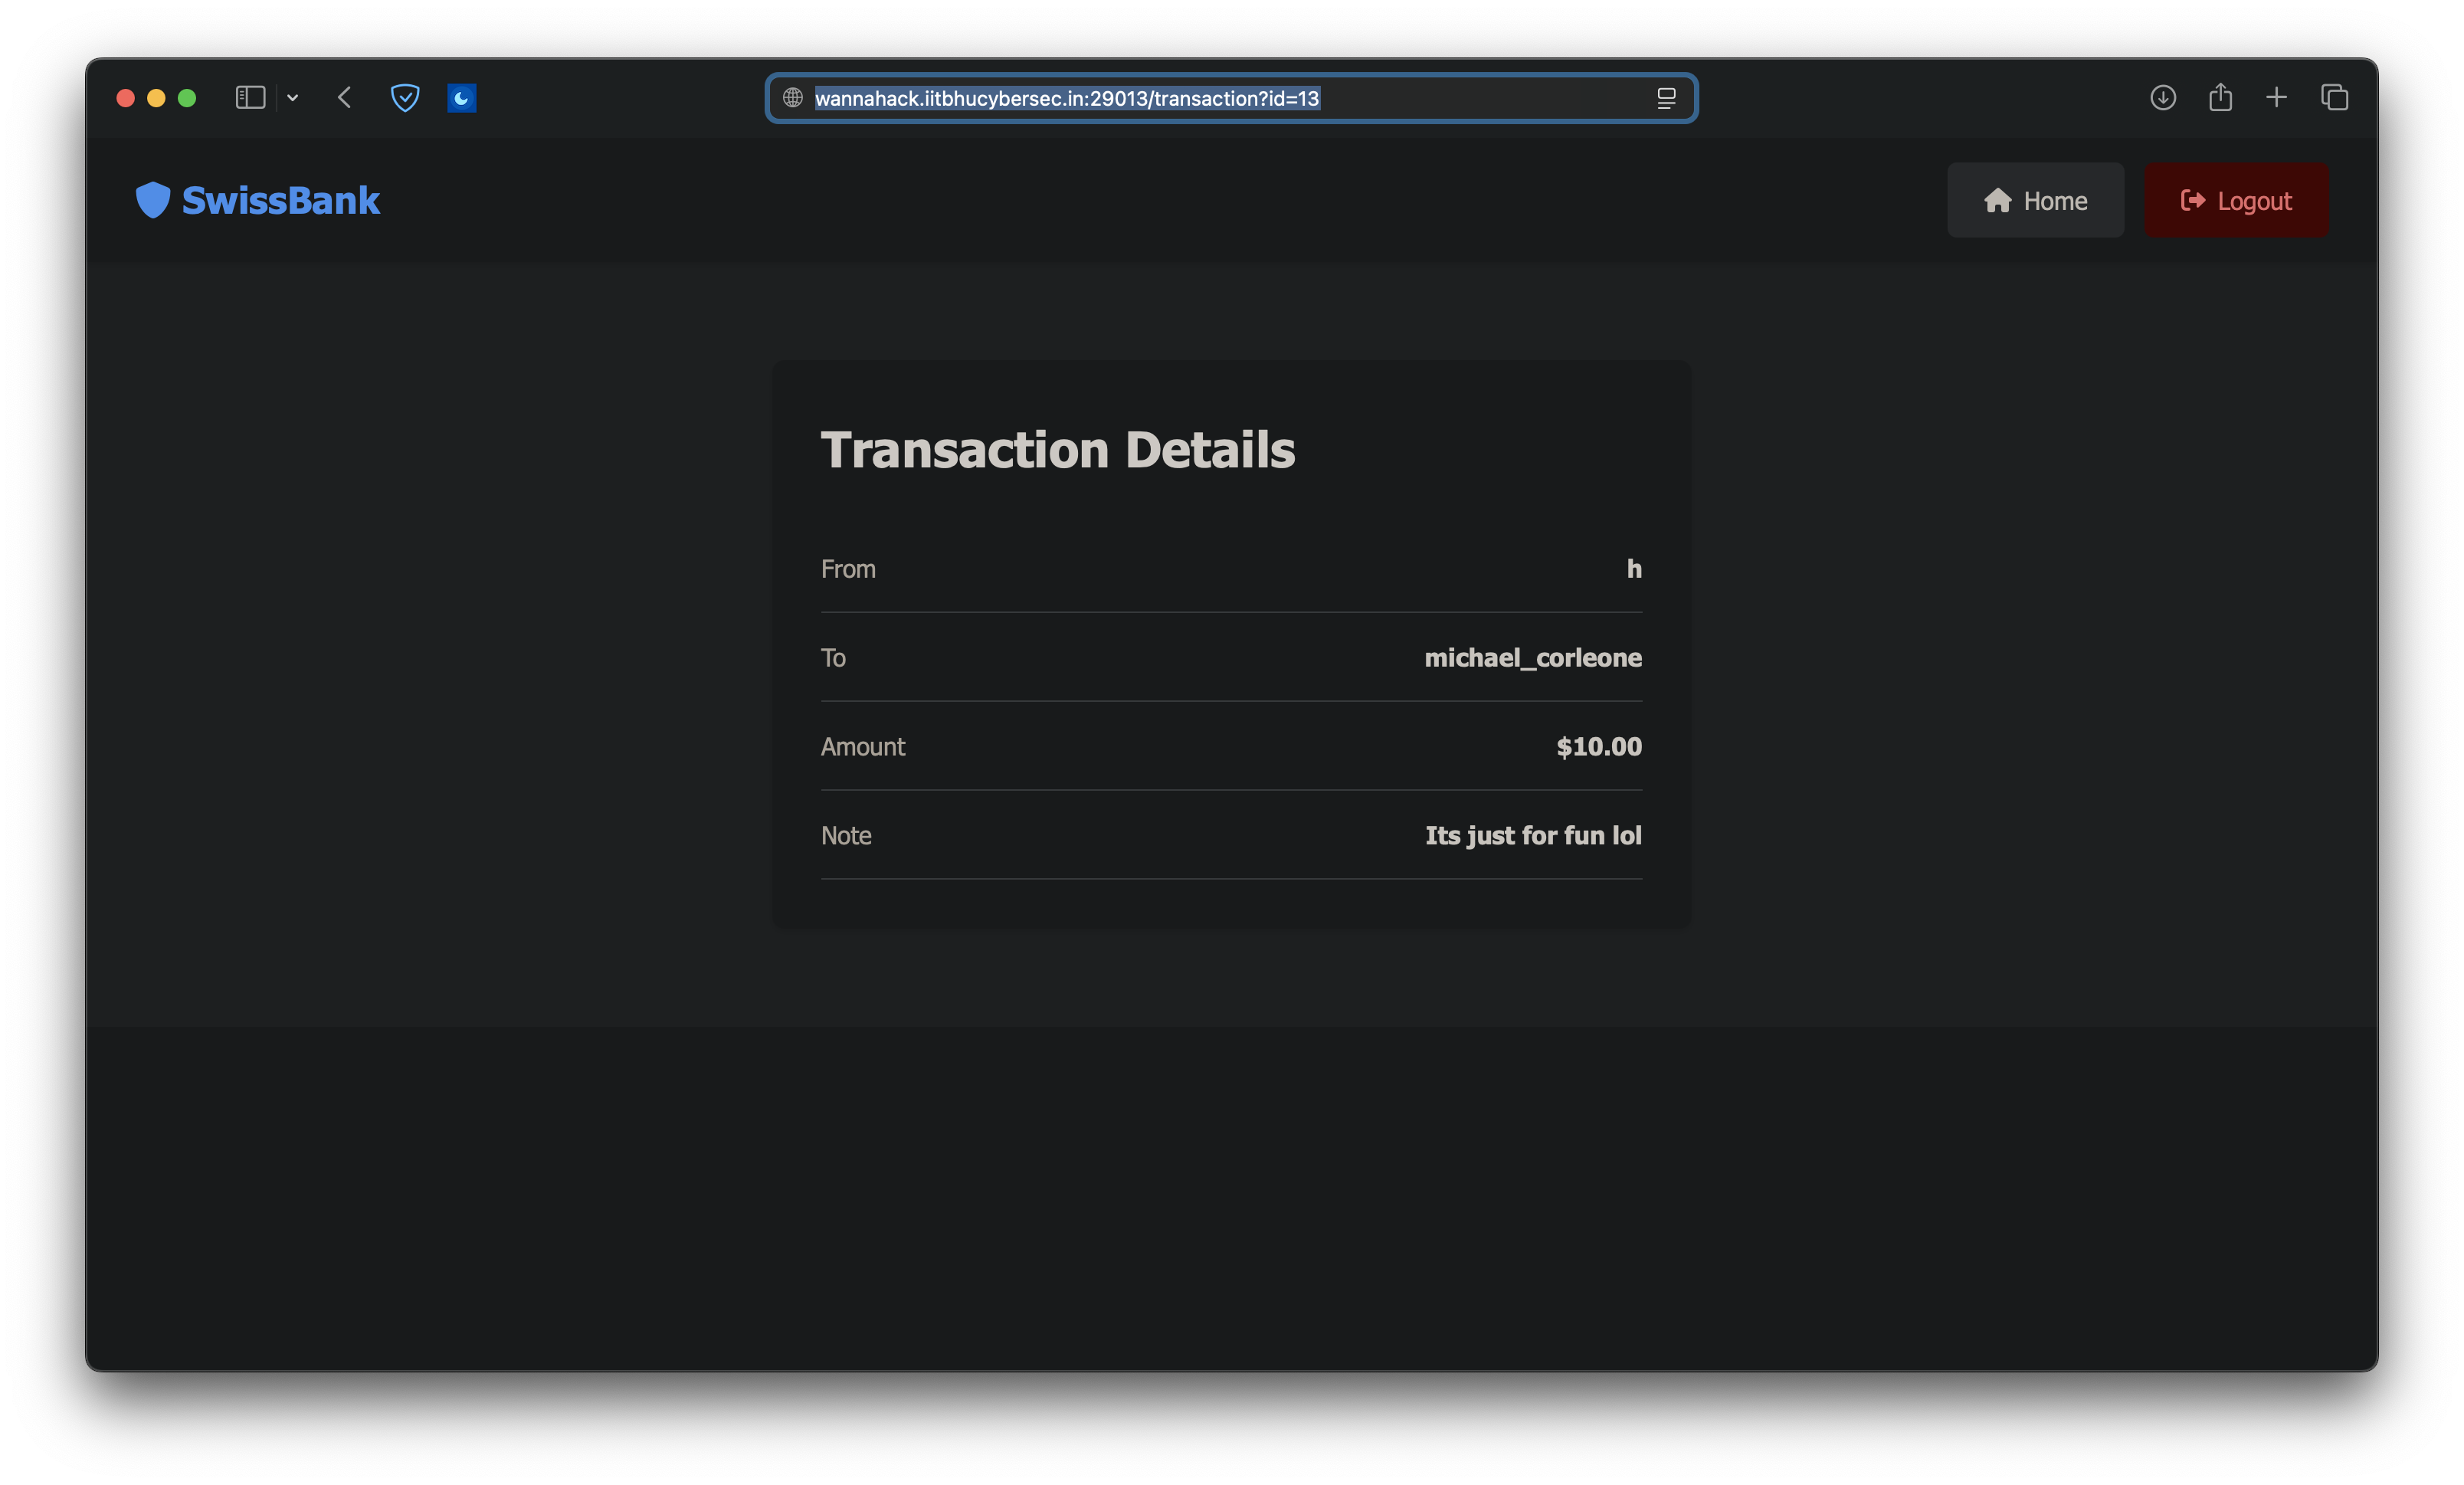 wannahack.iitbhucybersec.in:29013/transaction?id=13
SwissBank
Home
Logout
Transaction Details
From h
To michael_corleone
Amount $10.00
Note Its just for fun lol